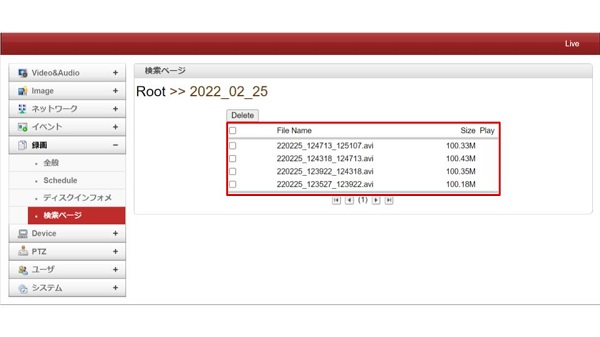 Live
Video&Audio +
Image +
ネットワーク +
イベント +
録画 −
全般
Schedule
ディスクインフォメ
検索ページ
Device +
PTZ +
ユーザ +
システム +
検索ページ
Root >> 2022_02_25
Delete
File Name Size Play
220225_124713_125107.avi 100.33M
220225_124318_124713.avi 100.43M
220225_123922_124318.avi 100.35M
220225_123527_123922.avi 100.18M
(1)